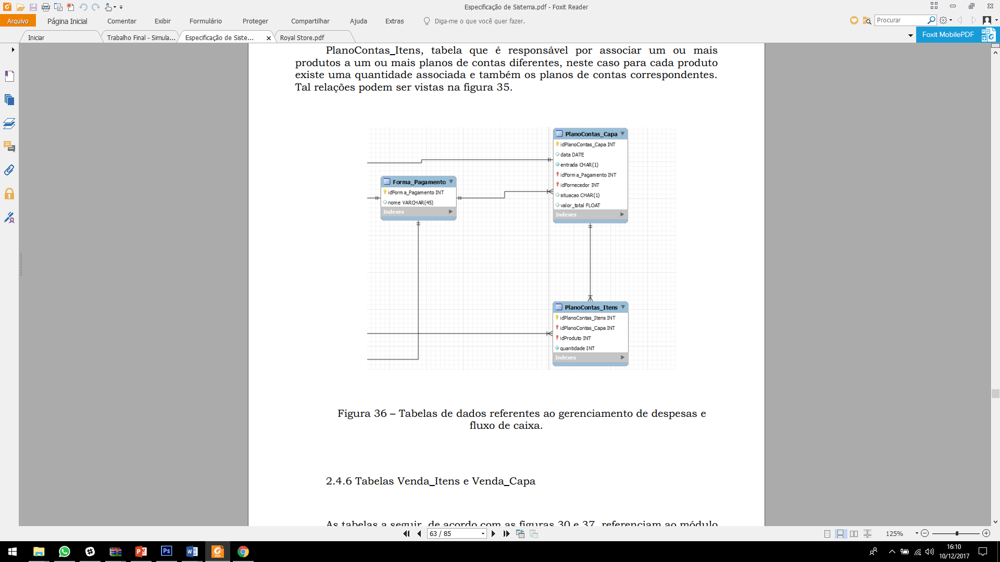 Especificação de Sistema.pdf - Foxit Reader
Arquivo Página Inicial Comentar Exibir Formulário Proteger Compartilhar Ajuda Extras Diga-me o que você quer fazer. Procurar
Iniciar Trabalho Final - Simula... Especificação de Siste... Royal Store.pdf Foxit MobilePDF
PlanoContas_Itens, tabela que é responsável por associar um ou mais
produtos a um ou mais planos de contas diferentes, neste caso para cada produto
existe uma quantidade associada e também os planos de contas correspondentes.
Tal relações podem ser vistas na figura 35.
PlanoContas_Capa
idPlanoContas_Capa INT
data DATE
entrada CHAR(1)
idForma_Pagamento INT
idFornecedor INT
situacao CHAR(1)
valor_total FLOAT
Indexes
Forma_Pagamento
idForma_Pagamento INT
nome VARCHAR(45)
Indexes
PlanoContas_Itens
idPlanoContas_Itens INT
idPlanoContas_Capa INT
idProduto INT
quantidade INT
Indexes
Figura 36 – Tabelas de dados referentes ao gerenciamento de despesas e
fluxo de caixa.
2.4.6 Tabelas Venda_Itens e Venda_Capa
As tabelas a seguir, de acordo com as figuras 30 e 37, referenciam ao módulo
63 / 85
125%
16:10
10/12/2017